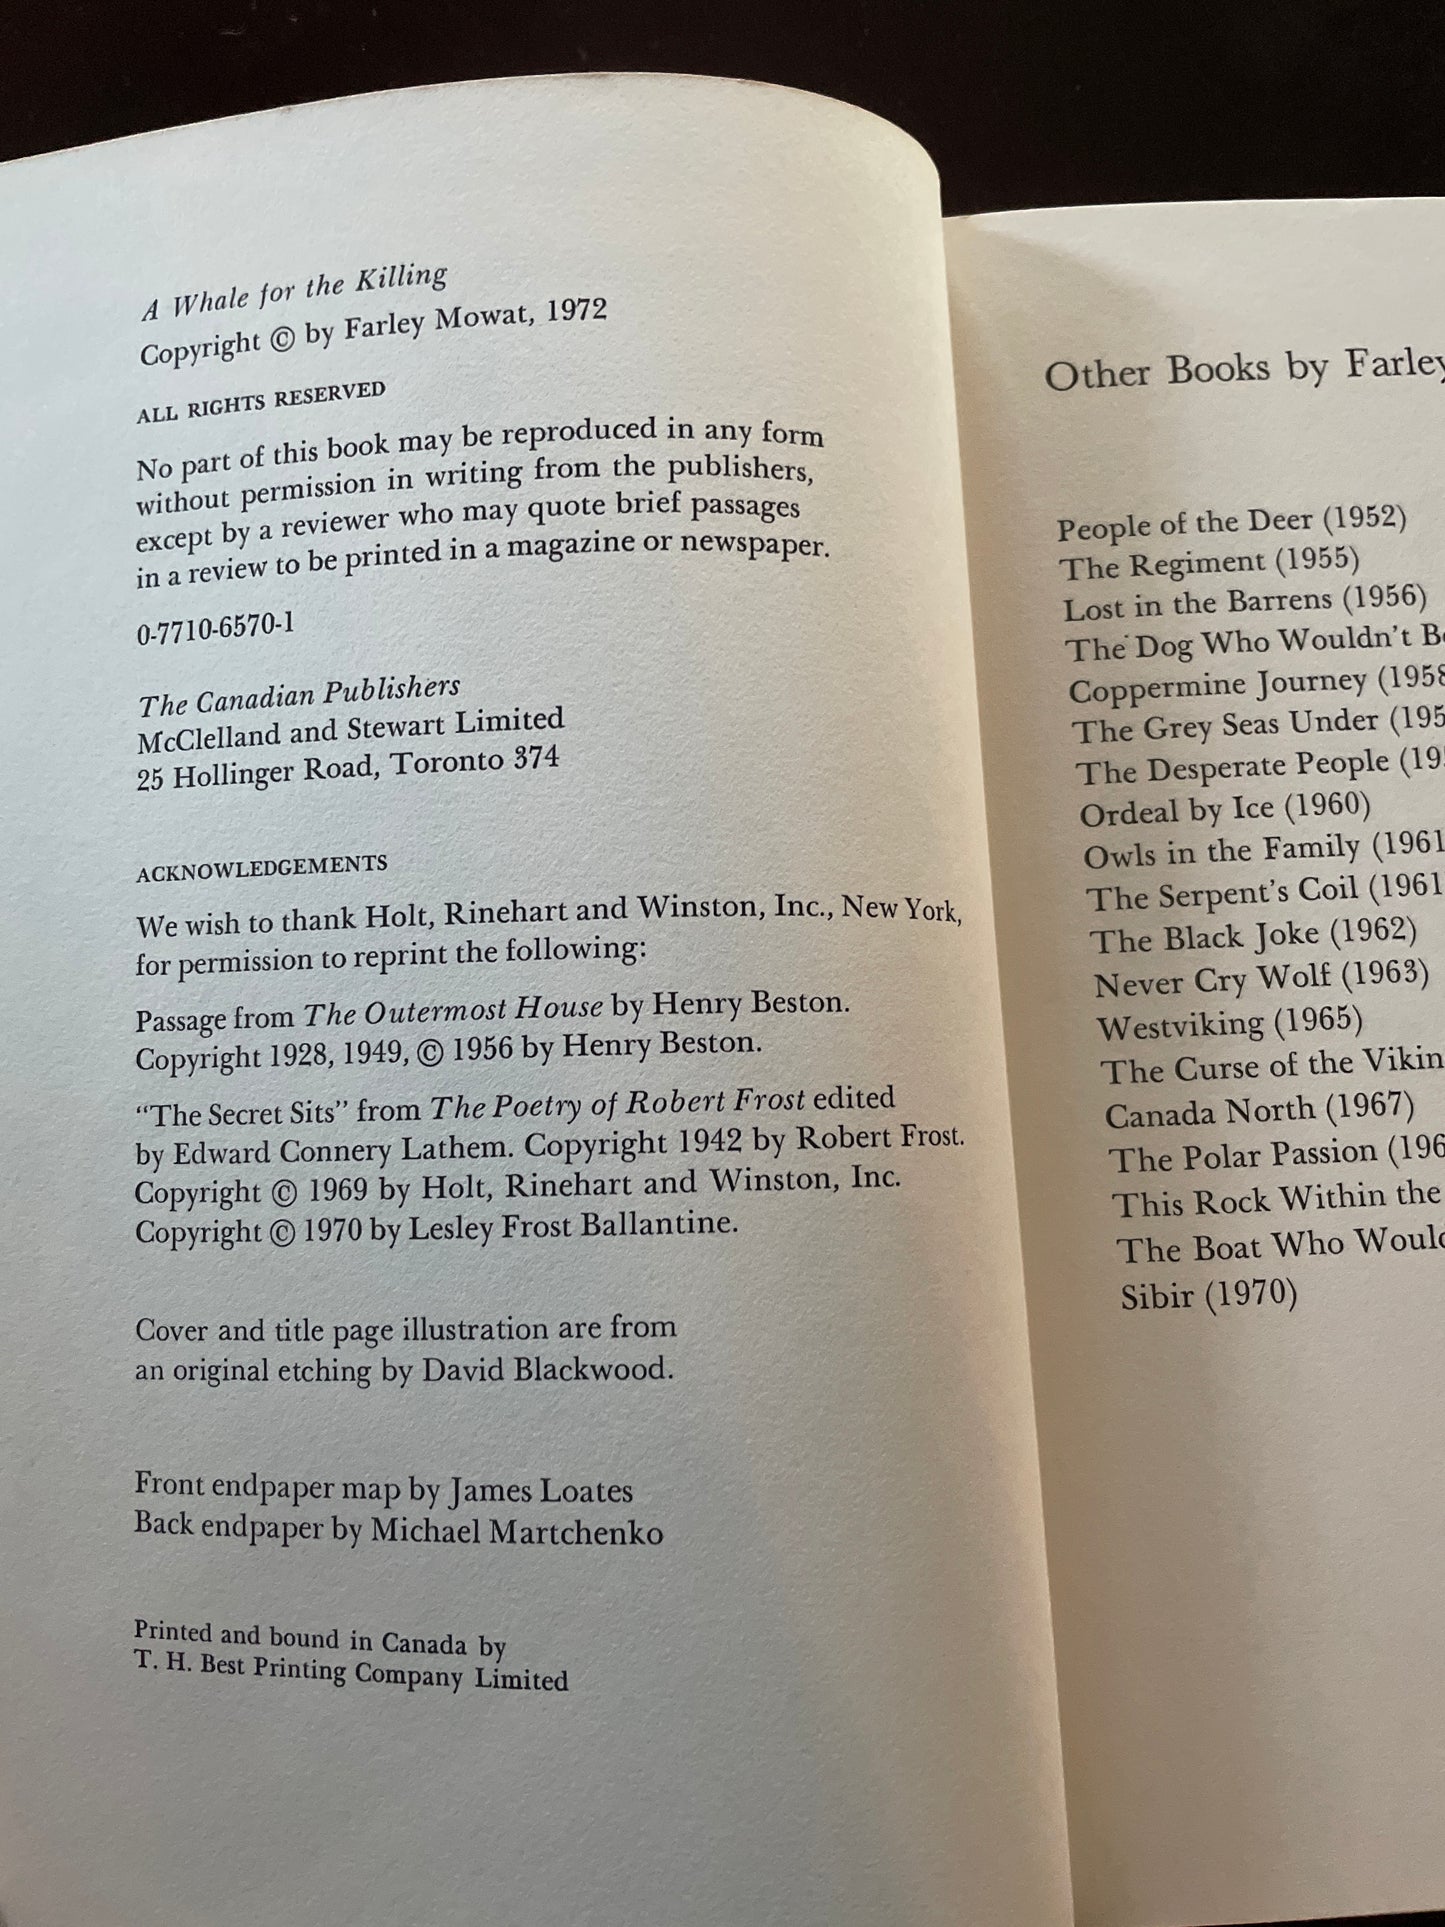 A Whale for the Killing
Copyright © by Farley Mowat, 1972
ALL RIGHTS RESERVED
No part of this book may be reproduced in any form
without permission in writing from the publishers,
except by a reviewer who may quote brief passages
in a review to be printed in a magazine or newspaper.
0-7710-6570-1
The Canadian Publishers
McClelland and Stewart Limited
25 Hollinger Road, Toronto 374
ACKNOWLEDGEMENTS
We wish to thank Holt, Rinehart and Winston, Inc., New York,
for permission to reprint the following:
Passage from The Outermost House by Henry Beston.
Copyright 1928, 1949, © 1956 by Henry Beston.
“The Secret Sits” from The Poetry of Robert Frost edited
by Edward Connery Lathem. Copyright 1942 by Robert Frost.
Copyright © 1969 by Holt, Rinehart and Winston, Inc.
Copyright © 1970 by Lesley Frost Ballantine.
Cover and title page illustration are from
an original etching by David Blackwood.
Front endpaper map by James Loates
Back endpaper by Michael Martchenko
Printed and bound in Canada by
T. H. Best Printing Company Limited
Other Books by Farley
People of the Deer (1952)
The Regiment (1955)
Lost in the Barrens (1956)
The Dog Who Wouldn’t
Coppermine Journey (1958
The Grey Seas Under (195
The Desperate People (19
Ordeal by Ice (1960)
Owls in the Family (1961
The Serpent’s Coil (1961
The Black Joke (1962)
Never Cry Wolf (1963)
Westviking (1965)
The Curse of the Vikin
Canada North (1967)
The Polar Passion (196
This Rock Within the
The Boat Who Would
Sibir (1970)